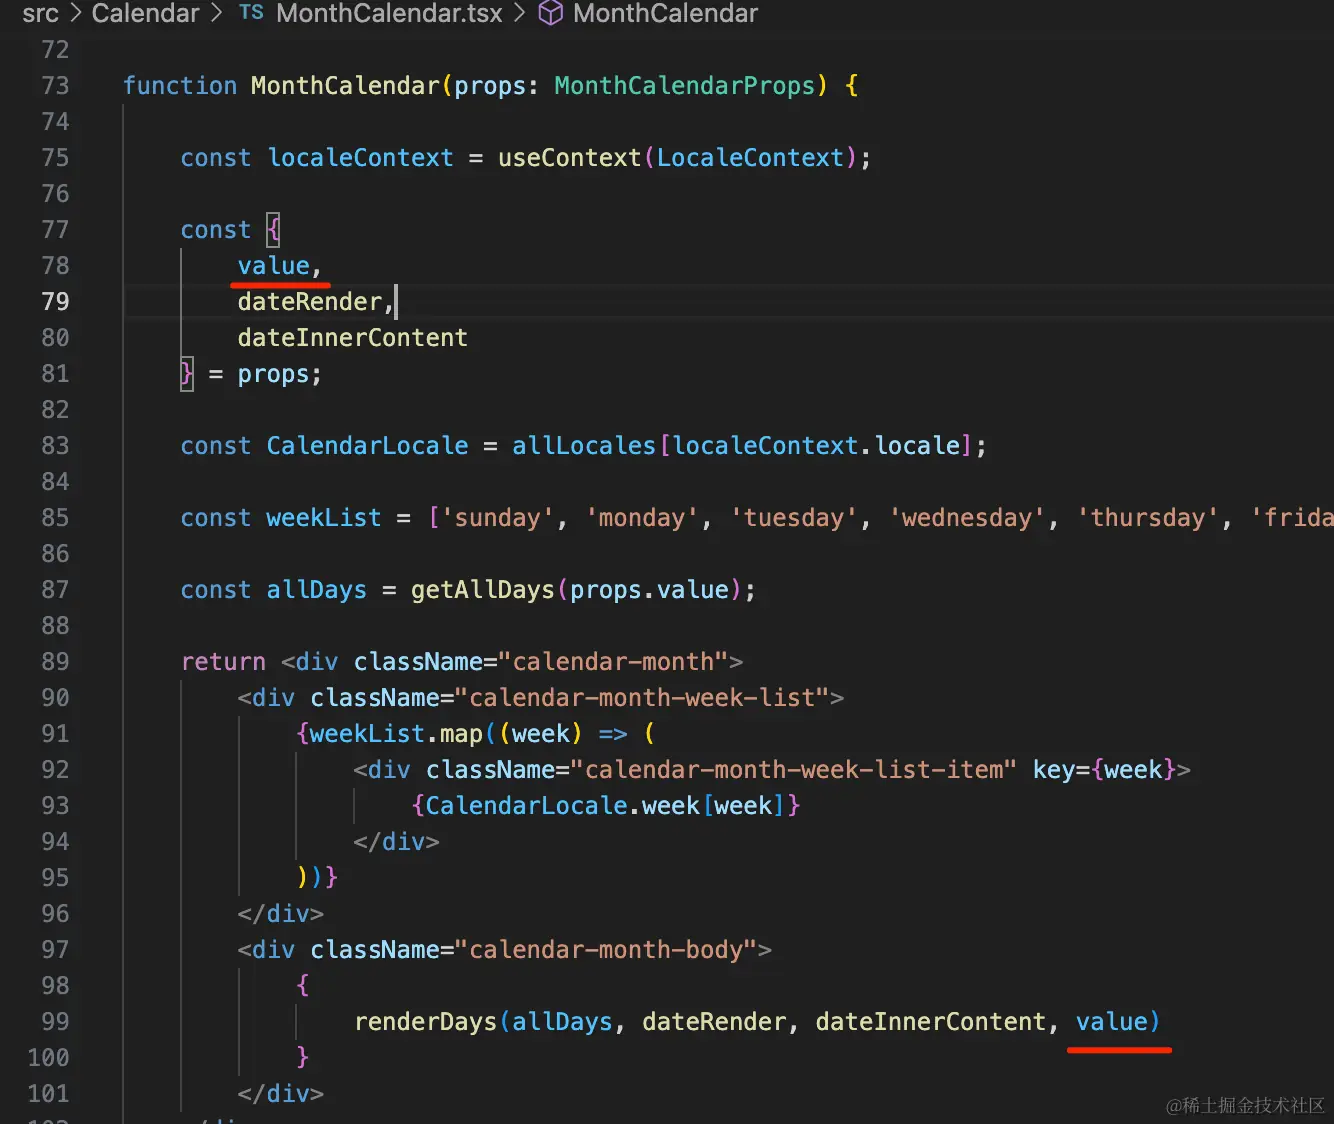 src > Calendar > TS MonthCalendar.tsx > MonthCalendar
72
73 function MonthCalendar(props: MonthCalendarProps) {
74
75 const localeContext = useContext(LocaleContext);
76
77 const {
78 value,
79 dateRender,
80 dateInnerContent
81 } = props;
82
83 const CalendarLocale = allLocales[localeContext.locale];
84
85 const weekList = ['sunday', 'monday', 'tuesday', 'wednesday', 'thursday', 'frida
86
87 const allDays = getAllDays(props.value);
88
89 return <div className="calendar-month">
90 <div className="calendar-month-week-list">
91 {weekList.map((week) => (
92 <div className="calendar-month-week-list-item" key={week}>
93 {CalendarLocale.week[week]}
94 </div>
95 ))}
96 </div>
97 <div className="calendar-month-body">
98 {
99 renderDays(allDays, dateRender, dateInnerContent, value)
100 }
101 </div>
@稀土掘金技术社区